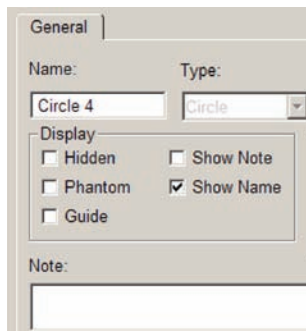 General
Name: Type:
Circle 4 Circle
Display
Hidden Show Note
Phantom Show Name
Guide
Note: